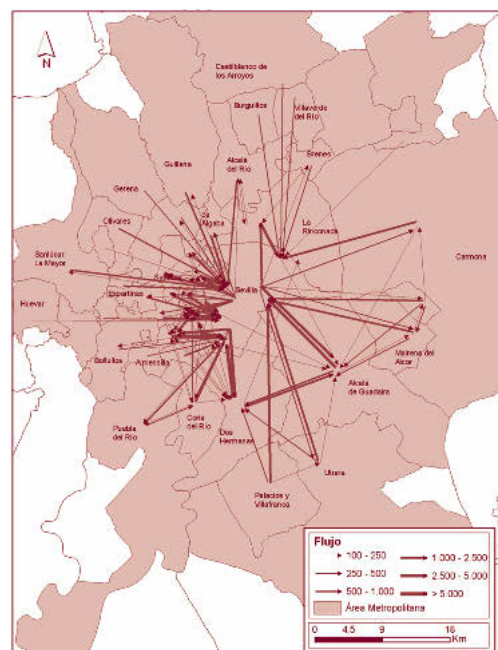 N
Castilblanco de
los Arroyos
Burguillos
Villaverde
del Río
Brenes
Alcala
del Río
Guillena
Gerena
La
Algaba
Olivares
La
Rinconada
Sanlúcar
La Mayor
Carmona
Sevilla
Espartinas
Huevar
Mairena del
Alcor
Bollullos
Almensilla
Alcala
de Guadaira
Puebla
del Río
Coria
del Río
Dos
Hermanas
Utrera
Palacios y
Villafranca
Flujo
100 - 250
1.000 - 2.500
250 - 500
2.500 - 5.000
500 - 1.000
> 5.000
Área Metropolitana
0 4,5 9 18
Km